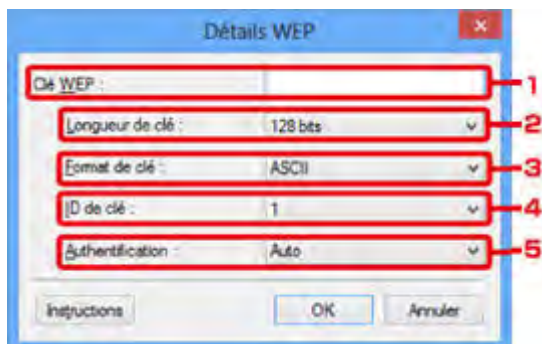 Détails WEP
Clé WEP : 1
Longueur de clé : 128 bits 2
Format de clé : ASCII 3
ID de clé : 1 4
Authentification : Auto 5
Instructions OK Annuler